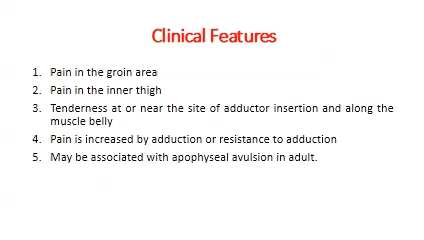 Clinical Features
1. Pain in the groin area
2. Pain in the inner thigh
3. Tenderness at or near the site of adductor insertion and along the
muscle belly
4. Pain is increased by adduction or resistance to adduction
5. May be associated with apophyseal avulsion in adult.